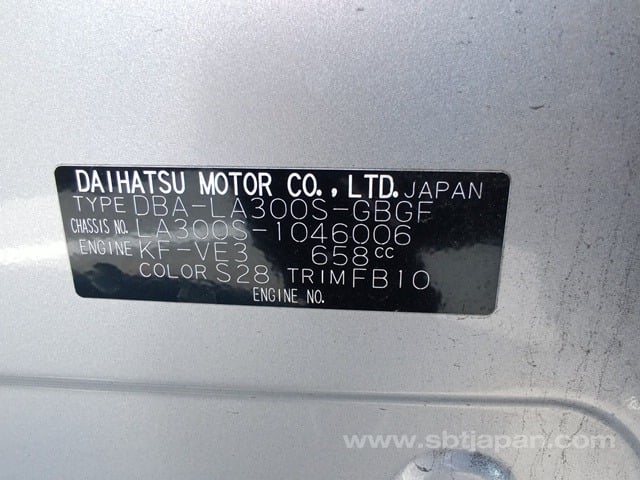 DAIHATSU MOTOR CO., LTD. JAPAN
TYPE DBA-LA300S-GBGF
CHASSIS NO. LA300S-1046006
ENGINE KF-VE3 658cc
COLOR S28 TRIM FB10
ENGINE NO.
www.sbtjapan.com